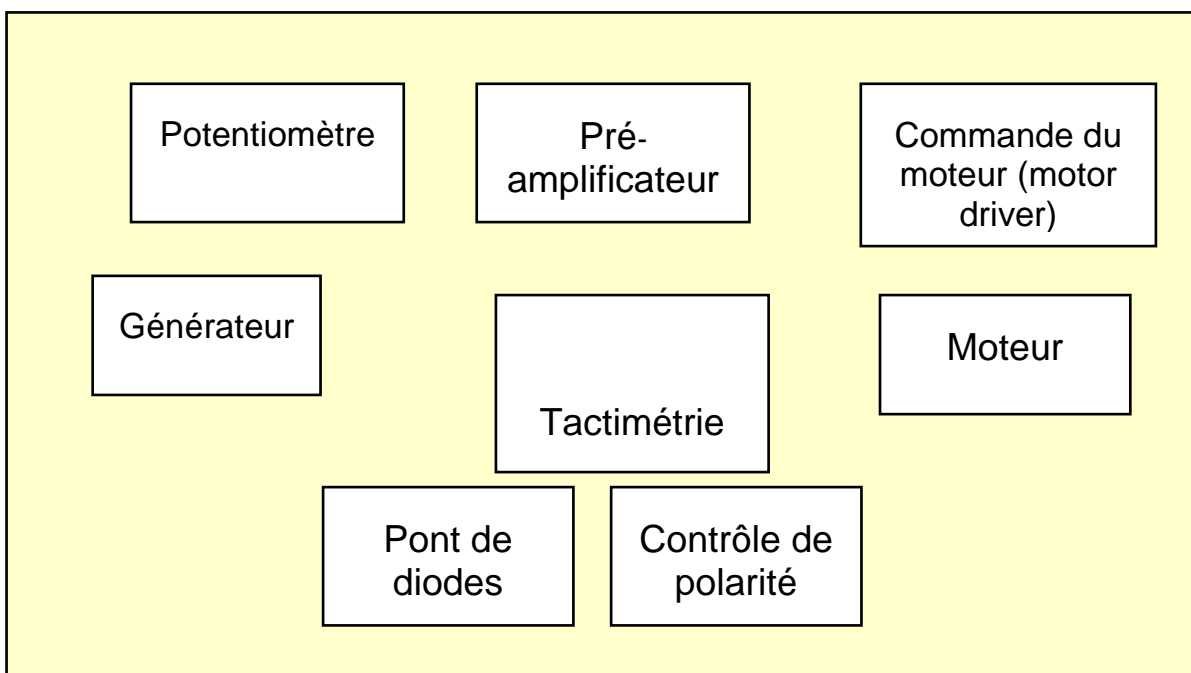 Potentiomètre
Pré-
amplificateur
Commande du
moteur (motor
driver)
Générateur
Tactimétrie
Moteur
Pont de
diodes
Contrôle de
polarité